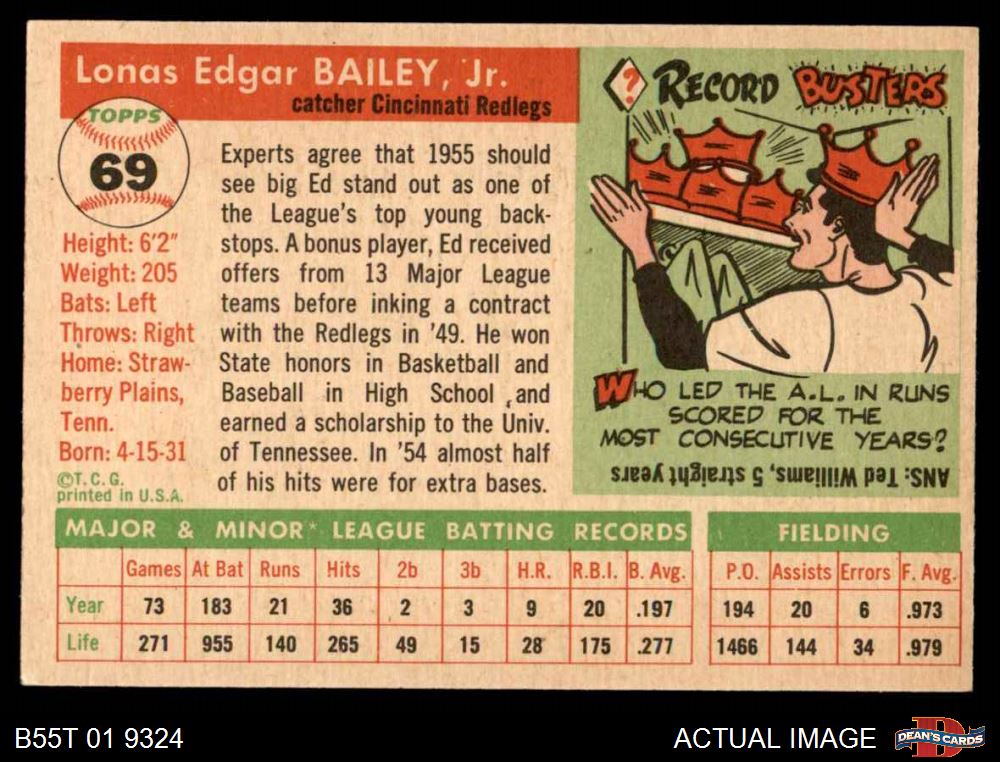 Lonas Edgar BAILEY, Jr.
catcher Cincinnati Redlegs
TOPPS
69
Height: 6'2"
Weight: 205
Bats: Left
Throws: Right
Home: Straw-
berry Plains,
Tenn.
Born: 4-15-31
©T.C.G.
printed in U.S.A.
Experts agree that 1955 should
see big Ed stand out as one of
the League's top young back-
stops. A bonus player, Ed received
offers from 13 Major League
teams before inking a contract
with the Redlegs in '49. He won
State honors in Basketball and
Baseball in High School and
earned a scholarship to the Univ.
of Tennessee. In '54 almost half
of his hits were for extra bases.
? RECORD BUSTERS
WHO LED THE A.L. IN RUNS
SCORED FOR THE
MOST CONSECUTIVE YEARS?
ANS: Ted Williams, 5 straight years
MAJOR & MINOR* LEAGUE BATTING RECORDS
Games At Bat Runs Hits 2b 3b H.R. R.B.I. B. Avg.
Year 73 183 21 36 2 3 9 20 .197
Life 271 955 140 265 49 15 28 175 .277
FIELDING
P.O. Assists Errors F. Avg.
194 20 6 .973
1466 144 34 .979
B55T 01 9324
ACTUAL IMAGE
DEAN'S CARDS